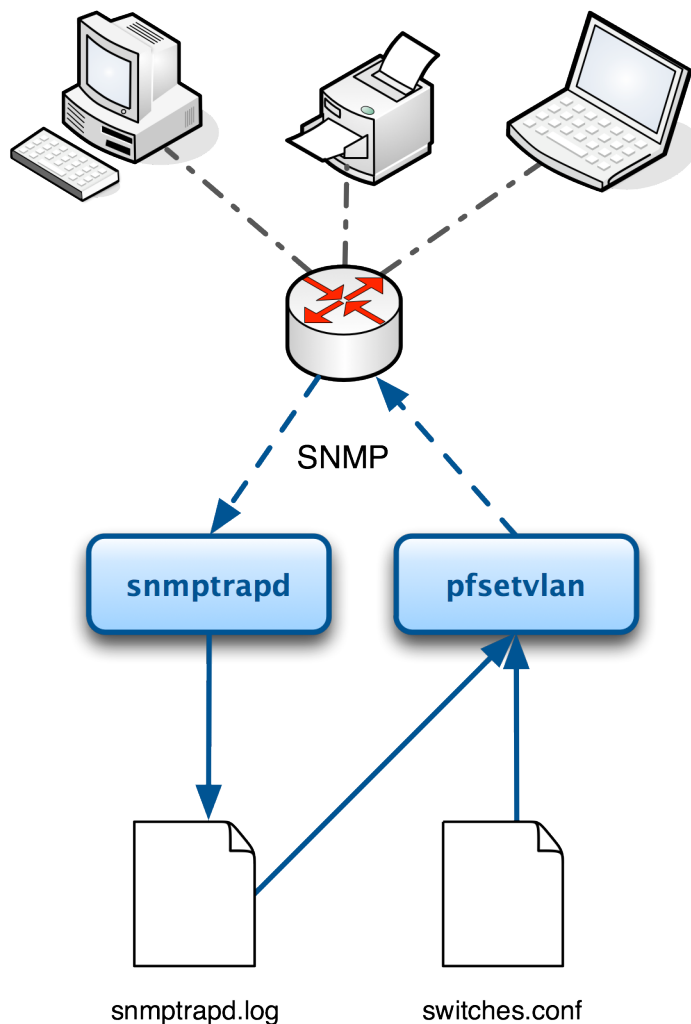 SNMP
snmptrapd
pfsetvlan
snmptrapd.log
switches.conf